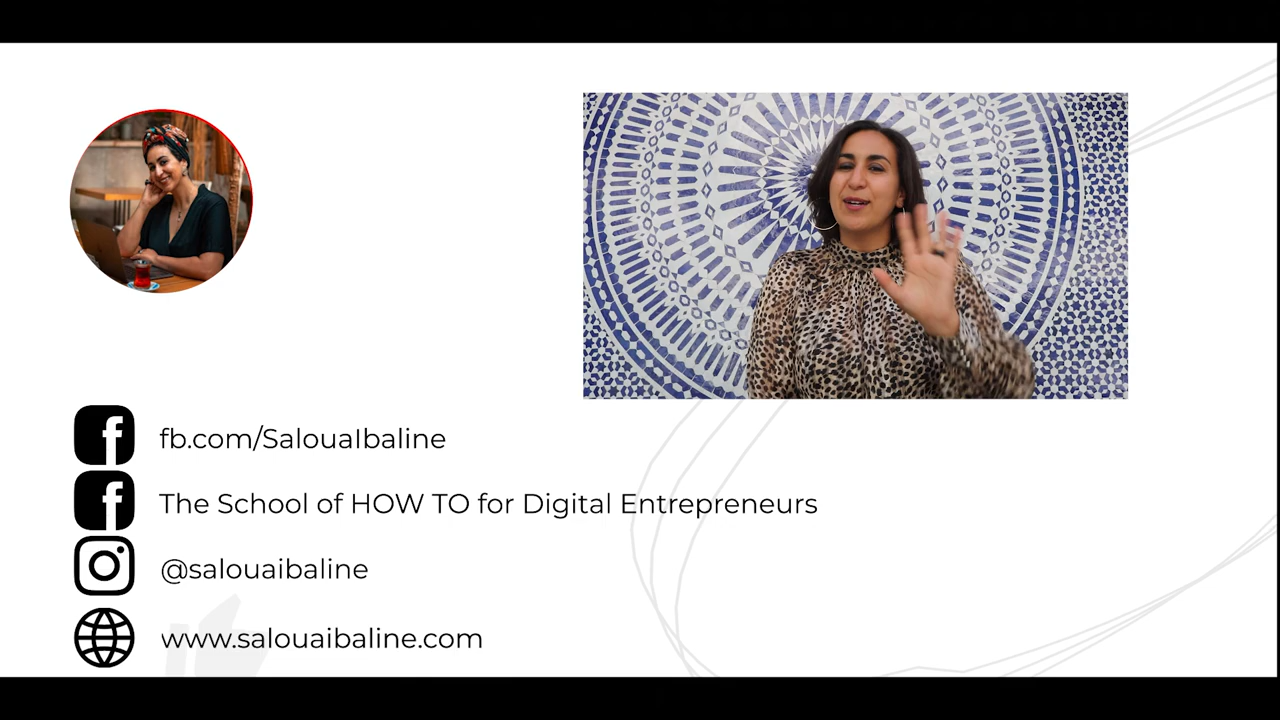 fb.com/SalouaIbaline
The School of HOW TO for Digital Entrepreneurs
@salouaibaline
www.salouaibaline.com